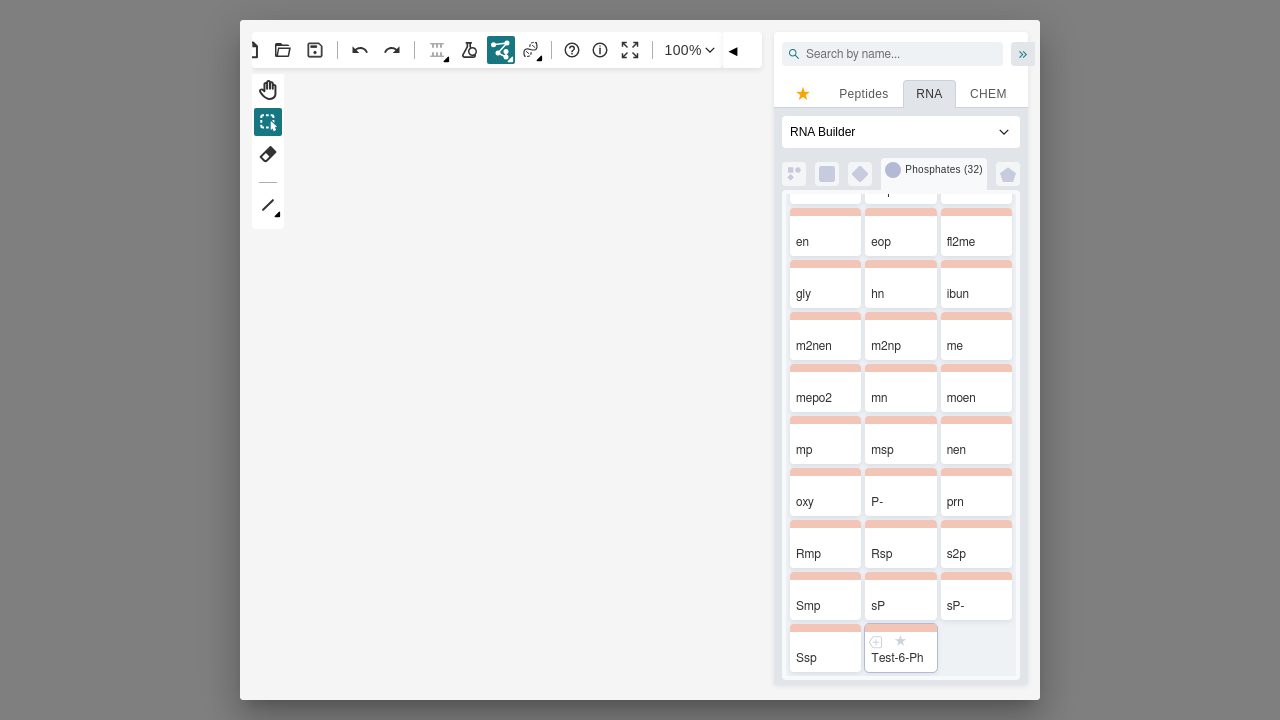 100%
Search by name...
»
Peptides RNA CHEM
RNA Builder
Phosphates (32)
en eop fl2me
gly hn ibun
m2nen m2np me
mepo2 mn moen
mp msp nen
oxy P- prn
Rmp Rsp s2p
Smp sP sP-
Ssp Test-6-Ph